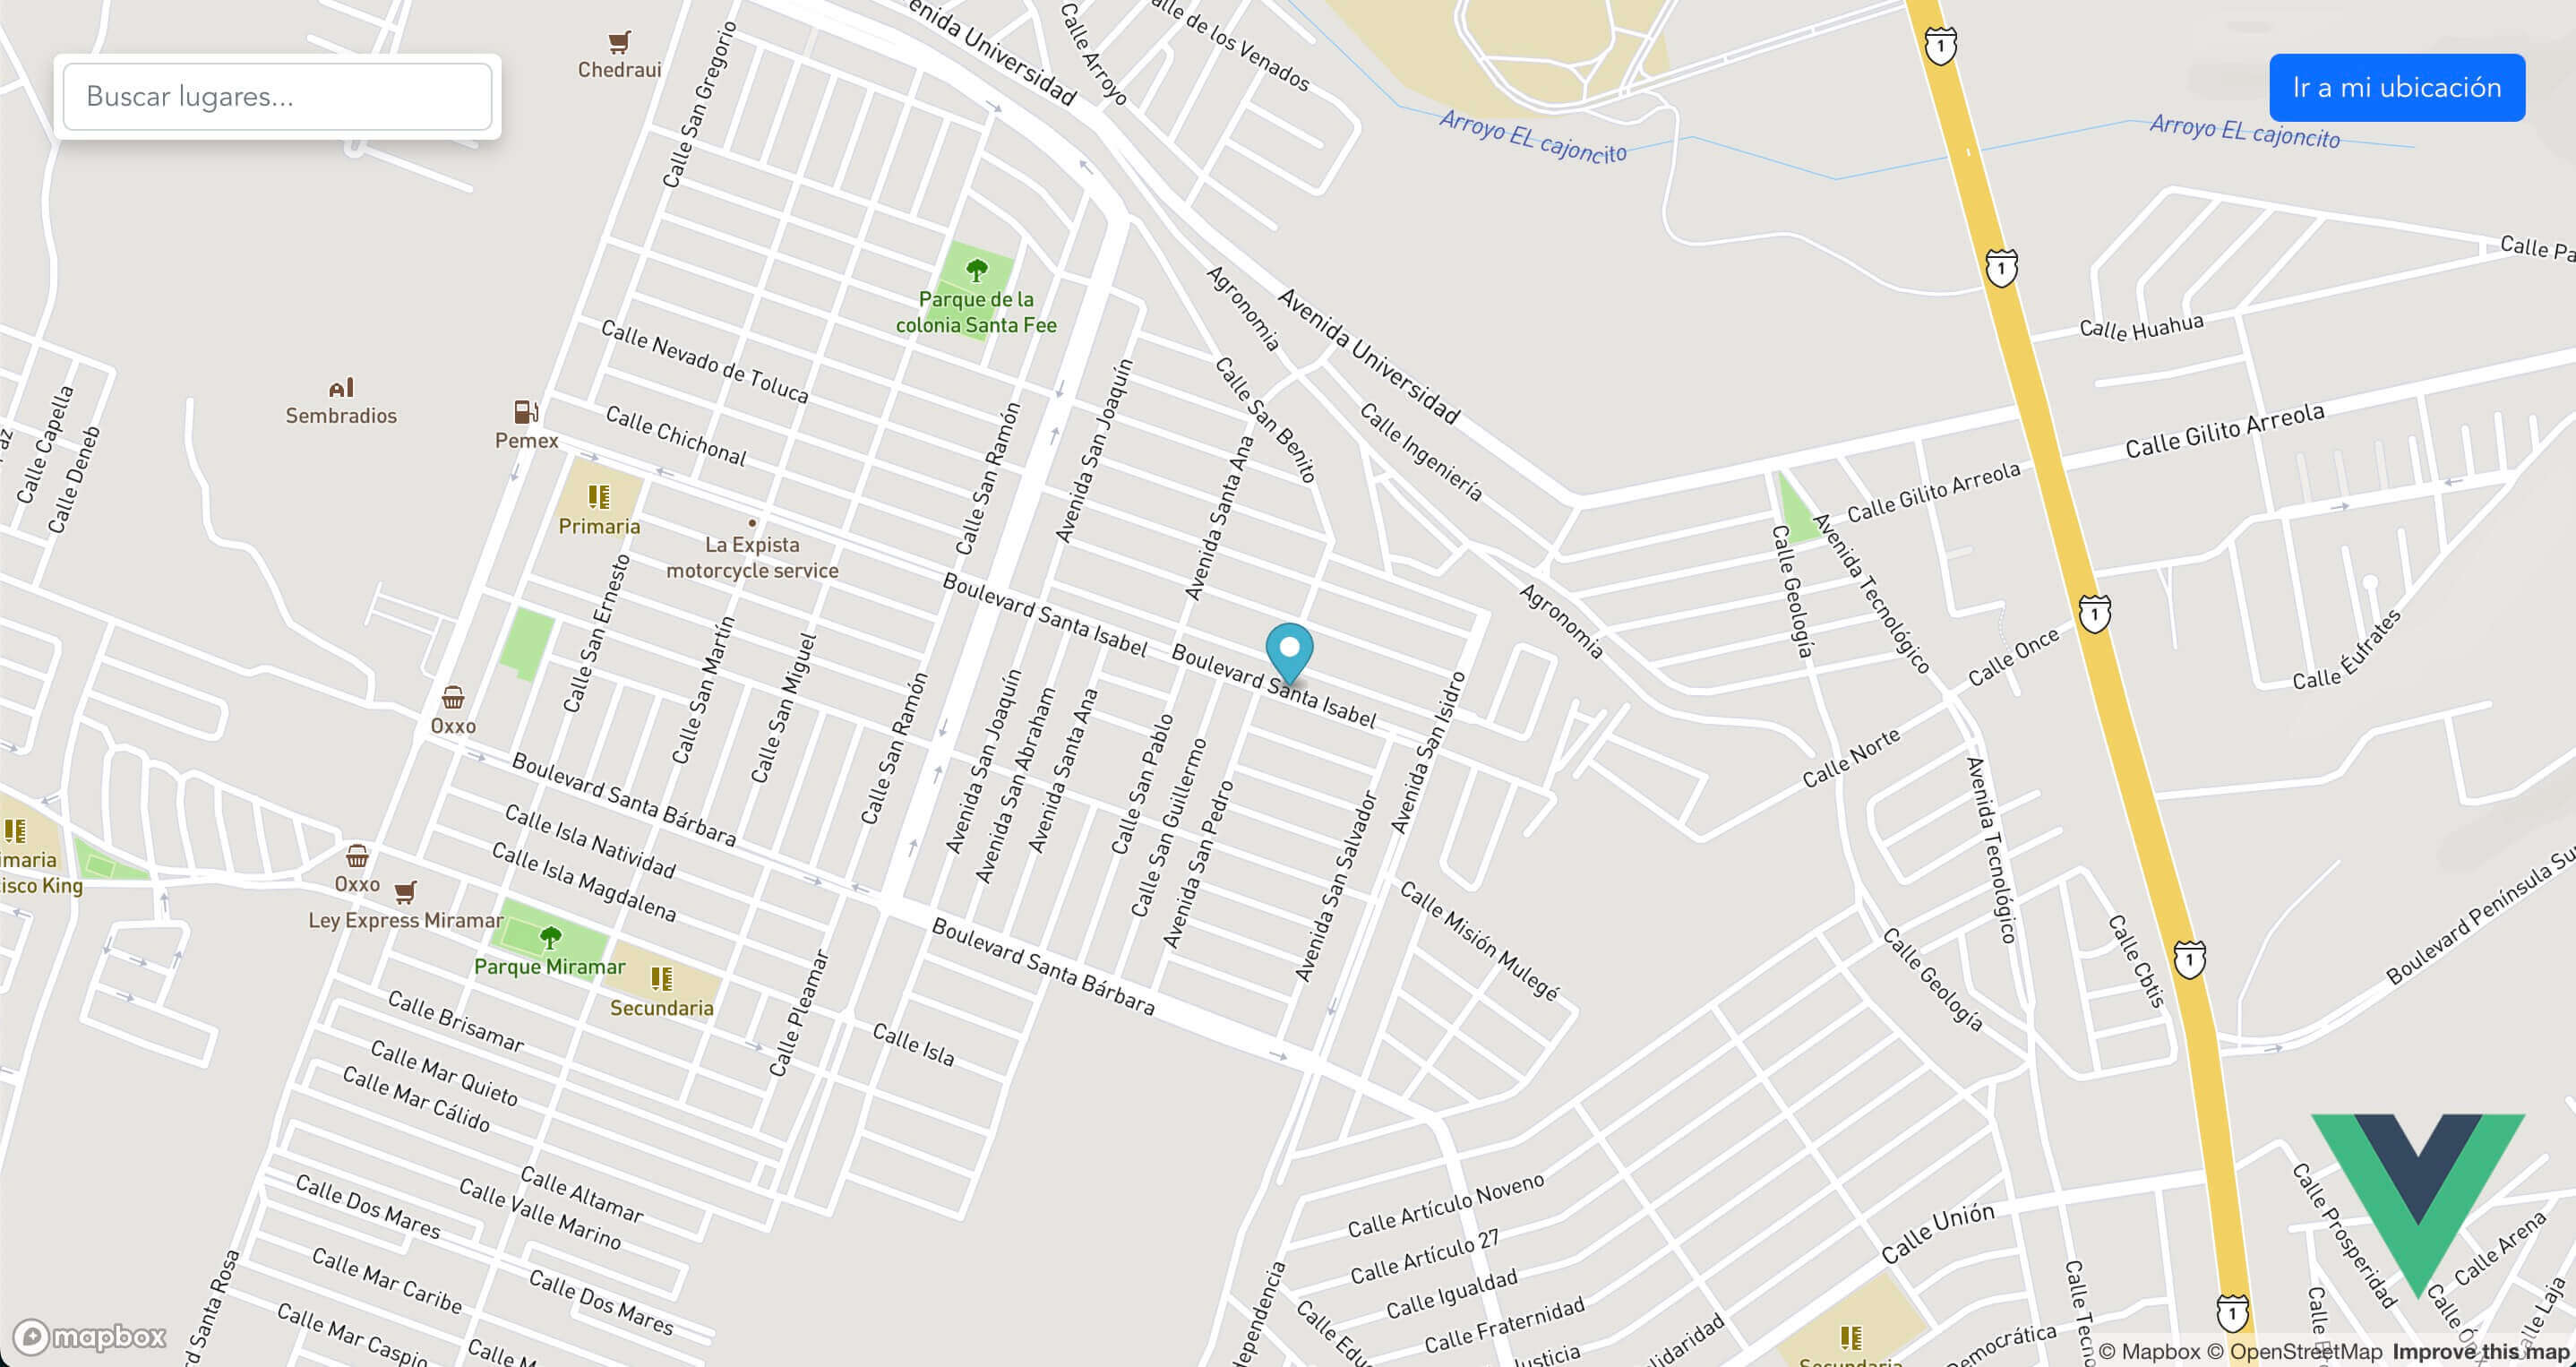 enida Universidad
Calle Arroyo
alle de los Venados
Chedraui
Calle San Gregorio
1
Buscar lugares...
Ir a mi ubicación
Arroyo EL cajoncito
Arroyo EL cajoncito
Calle Pa
1
Parque de la
colonia Santa Fee
Agronomia
Avenida Universidad
Calle Huahua
Calle Nevado de Toluca
Calle San Benito
Avenida San Joaquín
Sembradios
Calle Capella
Calle Deneb
az
Pemex
Calle Chichonal
Calle San Ramón
Avenida Santa Ana
Calle Ingeniería
Calle Gilito Arreola
Calle Gilito Arreola
Primaria
La Expista
motorcycle service
Calle Geología
Avenida Tecnológico
Boulevard Santa Isabel
Calle San Ernesto
Calle San Martín
Calle San Miguel
Agronomia
1
Calle Once
Calle Éufrates
Boulevard Santa Isabel
Oxxo
Calle San Ramón
Avenida San Joaquín
Avenida San Abraham
Avenida Santa Ana
Calle San Pablo
Calle San Guillermo
Avenida San Pedro
Avenida San Salvador
Avenida San Isidro
Calle Norte
Avenida Tecnológico
Boulevard Santa Bárbara
Calle Isla Natividad
Calle Isla Magdalena
imaria
isco King
Oxxo
Ley Express Miramar
Parque Miramar
Secundaria
Boulevard Santa Bárbara
Calle Misión Mulegé
Calle Geología
Calle Cbtis
1
Boulevard Península Su
Calle Pleamar
Calle Isla
Calle Brisamar
Calle Mar Quieto
Calle Mar Cálido
Calle Altamar
Calle Valle Marino
Calle Dos Mares
Calle Mar Caribe
Calle Dos Mares
Calle Mar Caspio
Calle M
rd Santa Rosa
Calle Artículo Noveno
Calle Artículo 27
Calle Igualdad
Calle Fraternidad
Justicia
lidaridad
dependencia
Calle Edu
Calle Unión
Calle Tecno
Calle Prosperidad
Calle Arena
Calle Laja
1
Secundaria
emocrática
mapbox
© Mapbox © OpenStreetMap Improve this map